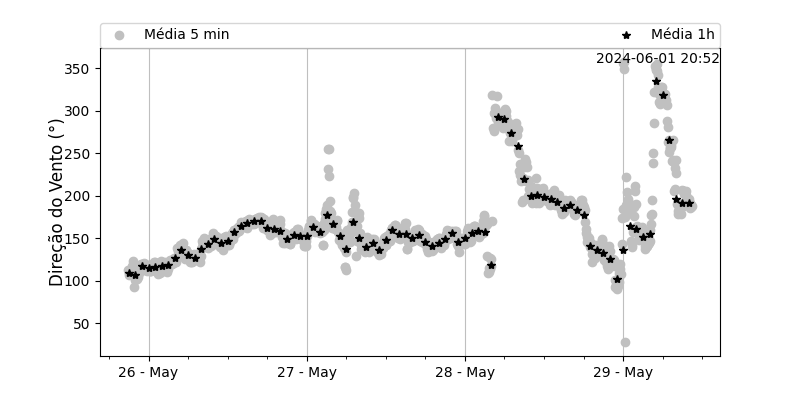 Média 5 min
Média 1h
2024-06-01 20:52
Direção do Vento (°)
350
300
250
200
150
100
50
26 - May
27 - May
28 - May
29 - May